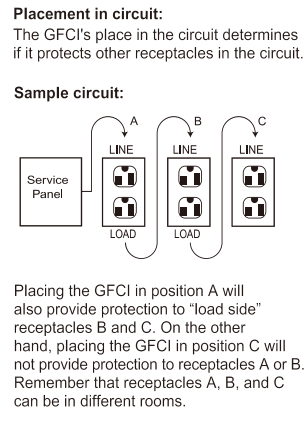 Placement in circuit:
The GFCI's place in the circuit determines
if it protects other receptacles in the circuit.
Sample circuit:
A B C
LINE LINE LINE
Service
Panel
LOAD LOAD
Placing the GFCI in position A will
also provide protection to “load side”
receptacles B and C. On the other
hand, placing the GFCI in position C will
not provide protection to receptacles A or B.
Remember that receptacles A, B, and C
can be in different rooms.